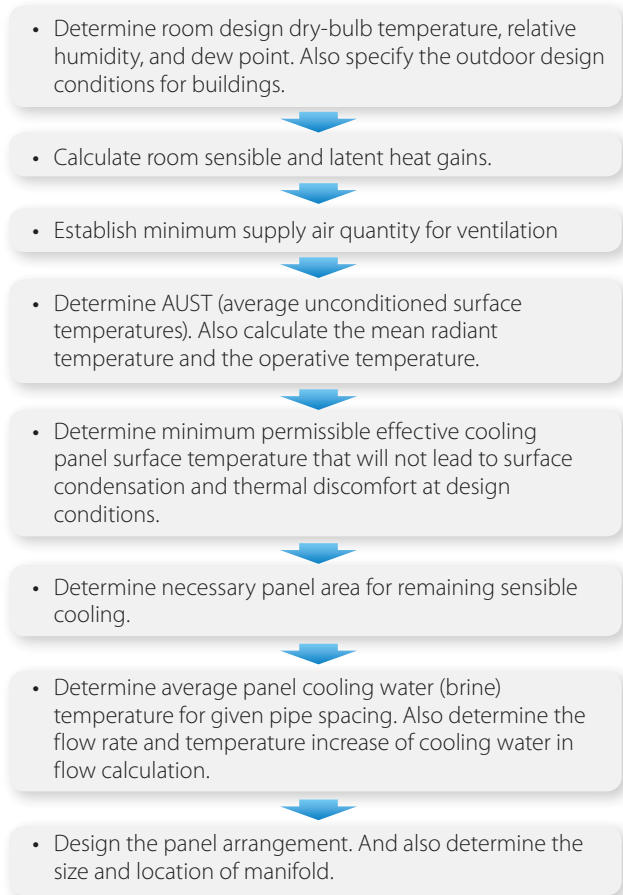 • Determine room design dry-bulb temperature, relative
humidity, and dew point. Also specify the outdoor design
conditions for buildings.
• Calculate room sensible and latent heat gains.
• Establish minimum supply air quantity for ventilation
• Determine AUST (average unconditioned surface
temperatures). Also calculate the mean radiant
temperature and the operative temperature.
• Determine minimum permissible effective cooling
panel surface temperature that will not lead to surface
condensation and thermal discomfort at design
conditions.
• Determine necessary panel area for remaining sensible
cooling.
• Determine average panel cooling water (brine)
temperature for given pipe spacing. Also determine the
flow rate and temperature increase of cooling water in
flow calculation.
• Design the panel arrangement. And also determine the
size and location of manifold.